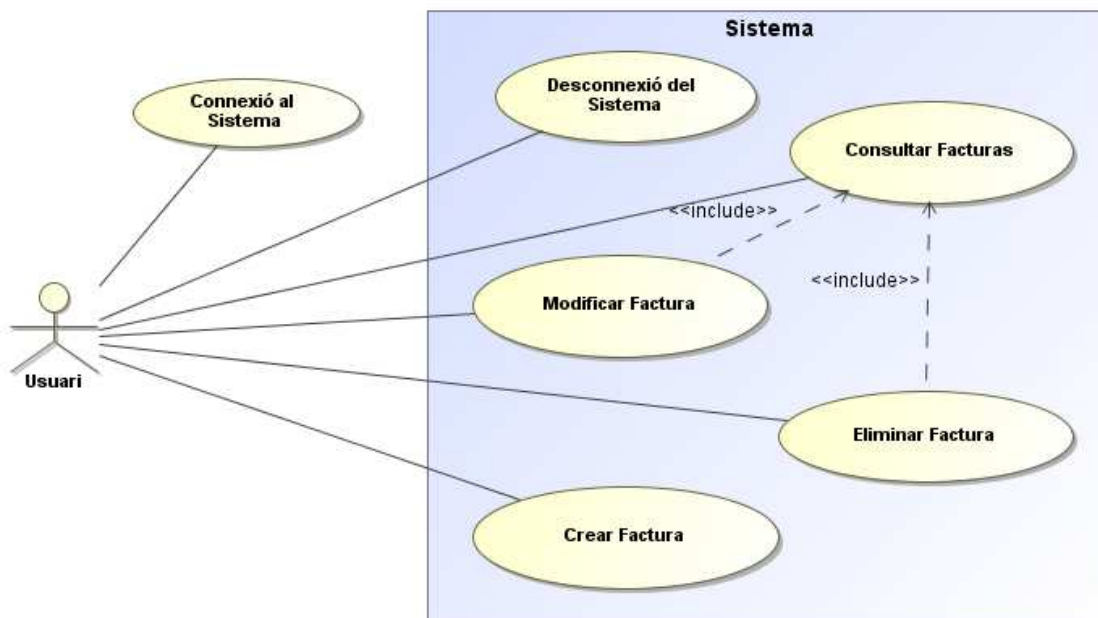 Sistema
Connexió al
Sistema
Desconnexió del
Sistema
Consultar Facturas
<<include>>
<<include>>
Modificar Factura
Usuari
Eliminar Factura
Crear Factura